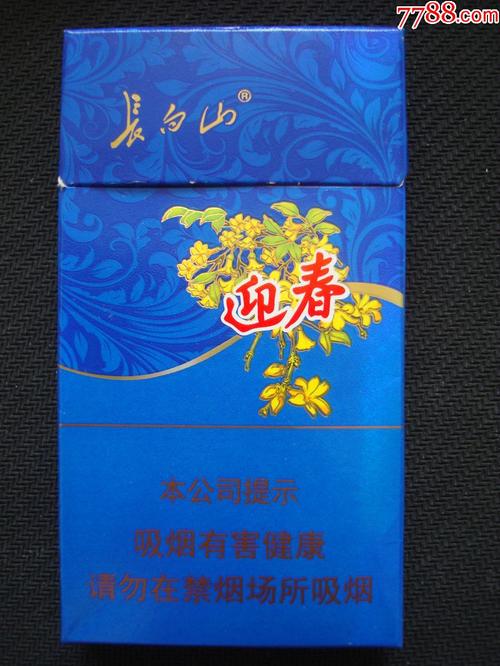 7788.com
長白山®
迎春
本公司提示
吸烟有害健康
请勿在禁烟场所吸烟